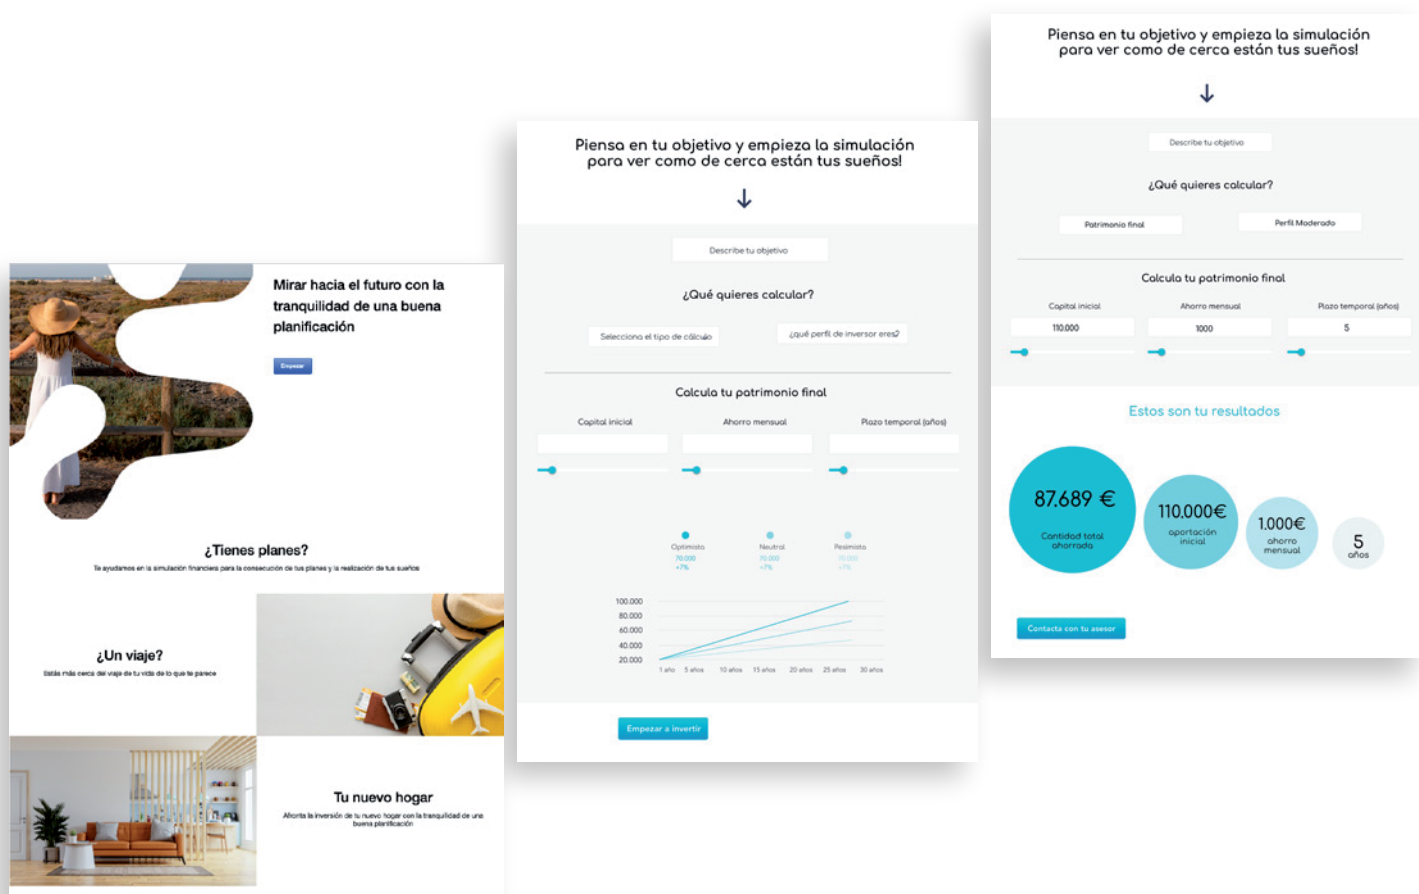 Mirar hacia el futuro con la
tranquilidad de una buena
planificación
Empezar
¿Tienes planes?
Te ayudamos en la simulación financiera para la consecución de tus planes y la realización de tus sueños
¿Un viaje?
Estás más cerca del viaje de tu vida de lo que te parece
Tu nuevo hogar
Afronta la inversión de tu nuevo hogar con la tranquilidad de una
buena planificación
Piensa en tu objetivo y empieza la simulación
para ver como de cerca están tus sueños!
Describe tu objetivo
¿Qué quieres calcular?
Selecciona el tipo de cálculo
¿qué perfil de inversor eres?
Calcula tu patrimonio final
Capital inicial
Ahorro mensual
Plazo temporal (años)
Optimista
70.000
+7%
Neutral
70.000
+7%
Pesimista
70.000
+7%
100.000
80.000
60.000
40.000
20.000
1 año 5 años 10 años 15 años 20 años 25 años 30 años
Empezar a invertir
Piensa en tu objetivo y empieza la simulación
para ver como de cerca están tus sueños!
Describe tu objetivo
¿Qué quieres calcular?
Patrimonio final
Perfil Moderado
Calcula tu patrimonio final
Capital inicial
Ahorro mensual
Plazo temporal (años)
110.000
1000
5
Estos son tu resultados
87.689 €
Cantidad total
ahorrada
110.000€
aportación
inicial
1.000€
ahorro
mensual
5
años
Contacta con tu asesor